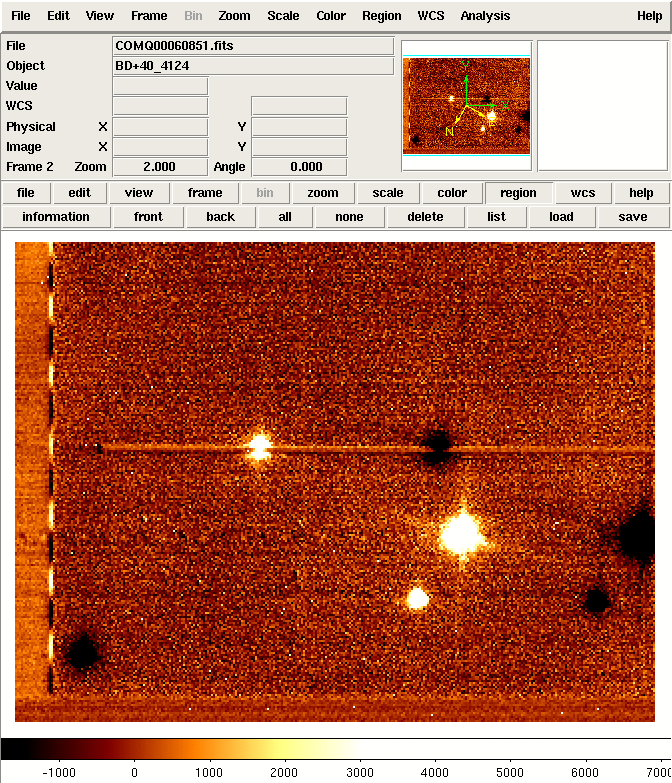 File Edit View Frame Bin Zoom Scale Color Region WCS Analysis Help
File COMQ00060851.fits
Object BD+40_4124
Value
WCS
Physical X Y
Image X Y
Frame 2 Zoom 2.000 Angle 0.000
N
file edit view frame bin zoom scale color region wcs help
information front back all none delete list load save
-1000 0 1000 2000 3000 4000 5000 6000